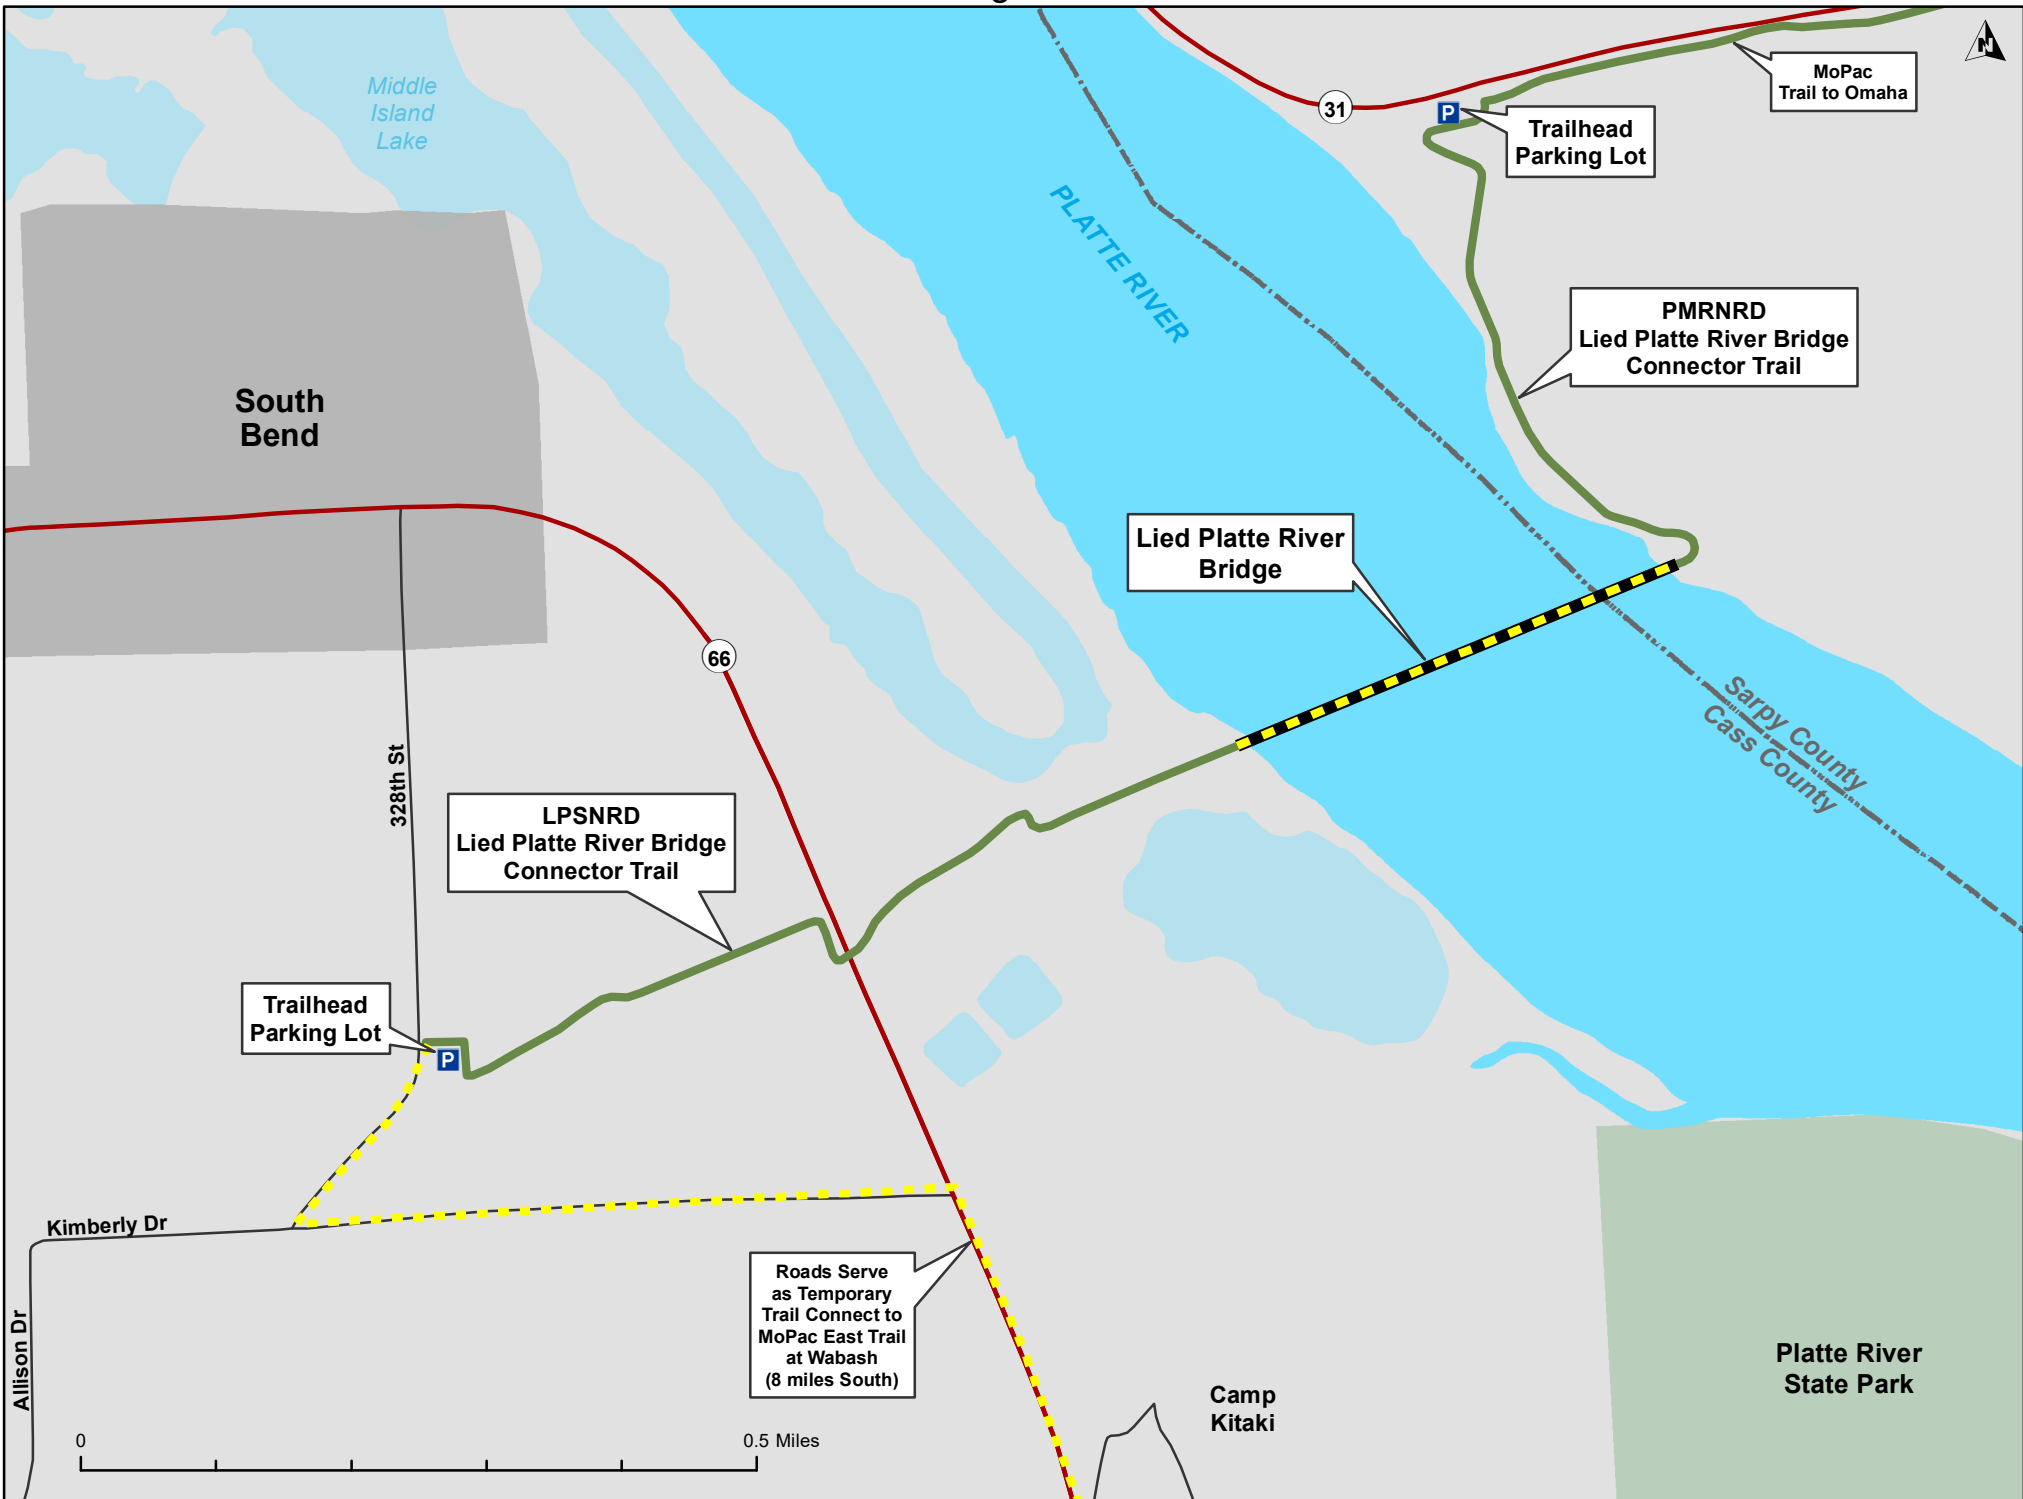 N
MoPac
Trail to Omaha
31
P
Trailhead
Parking Lot
Middle
Island
Lake
PLATTE RIVER
PMRNRD
Lied Platte River Bridge
Connector Trail
South
Bend
Lied Platte River
Bridge
66
Sarpy County
Cass County
328th St
LPSNRD
Lied Platte River Bridge
Connector Trail
Trailhead
Parking Lot
P
Kimberly Dr
Allison Dr
Roads Serve
as Temporary
Trail Connect to
MoPac East Trail
at Wabash
(8 miles South)
Camp
Kitaki
Platte River
State Park
0
0.5 Miles